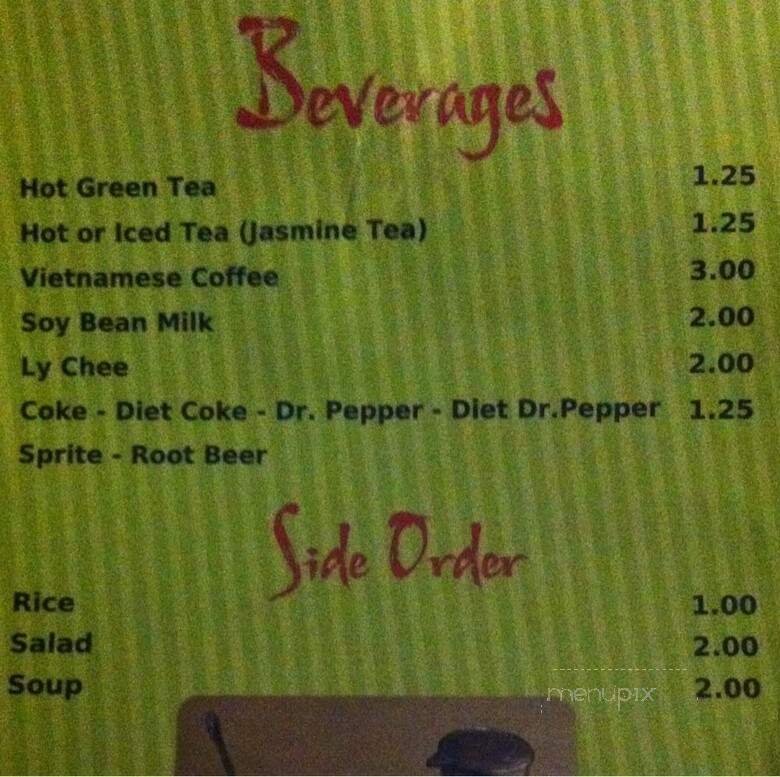 Beverages
Hot Green Tea 1.25
Hot or Iced Tea (Jasmine Tea) 1.25
Vietnamese Coffee 3.00
Soy Bean Milk 2.00
Ly Chee 2.00
Coke - Diet Coke - Dr. Pepper - Diet Dr.Pepper 1.25
Sprite - Root Beer
Side Order
Rice 1.00
Salad 2.00
Soup 2.00
menupix